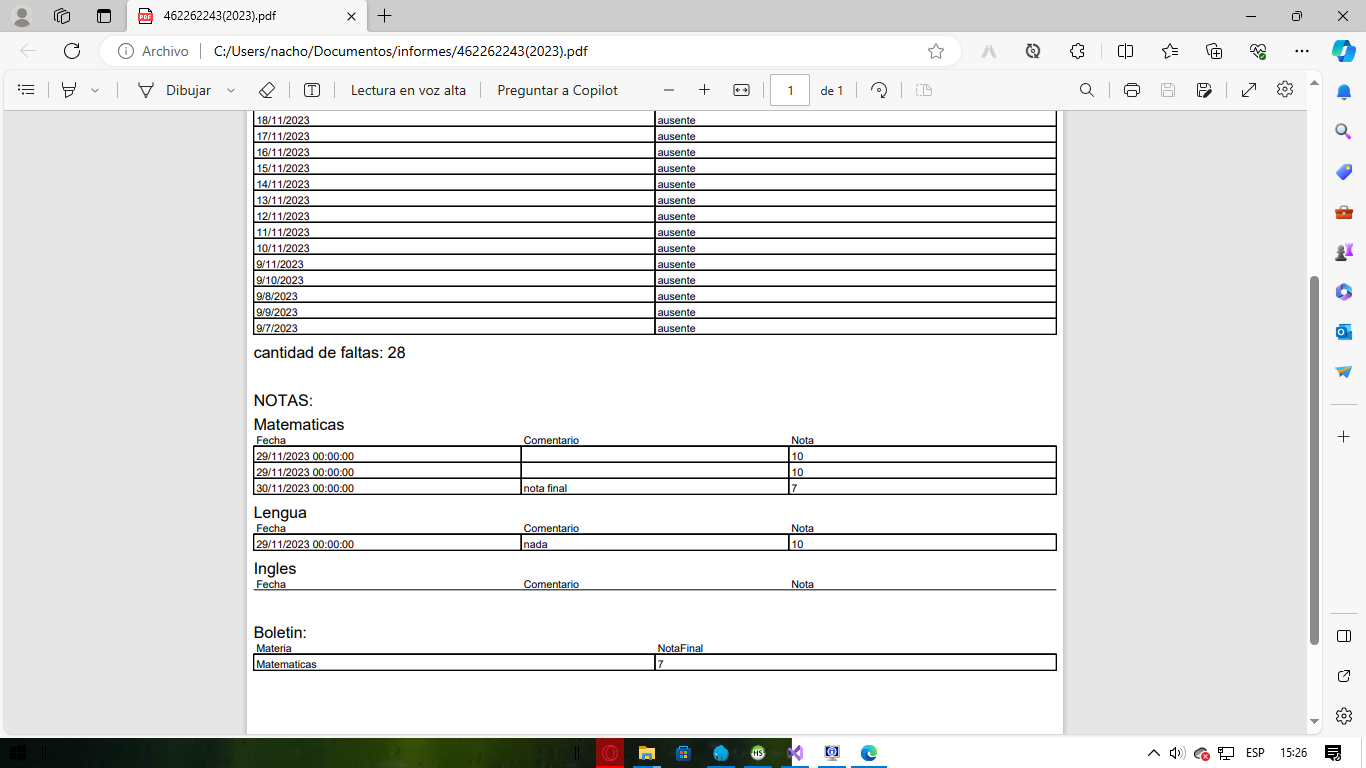 462262243(2023).pdf
Archivo C:/Users/nacho/Documentos/informes/462262243(2023).pdf
Dibujar Lectura en voz alta Preguntar a Copilot 1 de 1
18/11/2023 ausente
17/11/2023 ausente
16/11/2023 ausente
15/11/2023 ausente
14/11/2023 ausente
13/11/2023 ausente
12/11/2023 ausente
11/11/2023 ausente
10/11/2023 ausente
9/11/2023 ausente
9/10/2023 ausente
9/8/2023 ausente
9/9/2023 ausente
9/7/2023 ausente
cantidad de faltas: 28
NOTAS:
Matematicas
Fecha Comentario Nota
29/11/2023 00:00:00 10
29/11/2023 00:00:00 10
30/11/2023 00:00:00 nota final 7
Lengua
Fecha Comentario Nota
29/11/2023 00:00:00 nada 10
Ingles
Fecha Comentario Nota
Boletin:
Materia NotaFinal
Matematicas 7
HS ESP 15:26